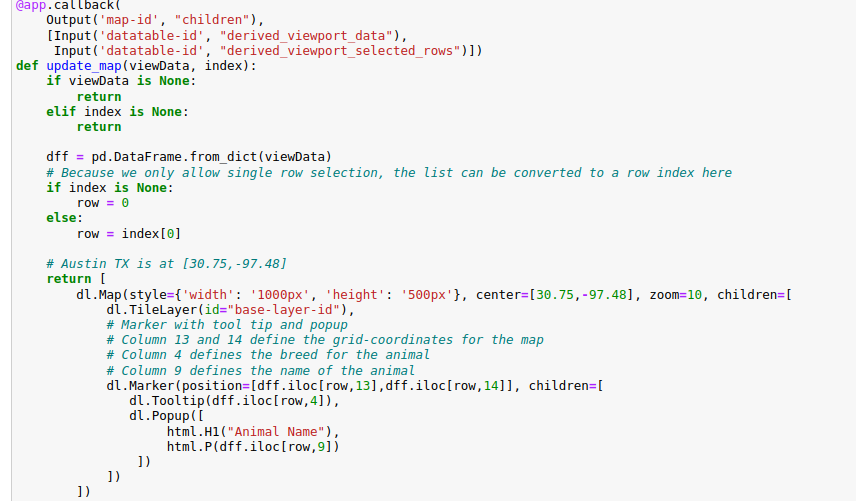 @app.callback(
    Output('map-id', "children"),
    [Input('datatable-id', "derived_viewport_data"),
     Input('datatable-id', "derived_viewport_selected_rows")])
def update_map(viewData, index):
    if viewData is None:
        return
    elif index is None:
        return

    dff = pd.DataFrame.from_dict(viewData)
    # Because we only allow single row selection, the list can be converted to a row index here
    if index is None:
        row = 0
    else:
        row = index[0]

    # Austin TX is at [30.75,-97.48]
    return [
        dl.Map(style={'width': '1000px', 'height': '500px'}, center=[30.75,-97.48], zoom=10, children=[
            dl.TileLayer(id="base-layer-id"),
            # Marker with tool tip and popup
            # Column 13 and 14 define the grid-coordinates for the map
            # Column 4 defines the breed for the animal
            # Column 9 defines the name of the animal
            dl.Marker(position=[dff.iloc[row,13],dff.iloc[row,14]], children=[
               dl.Tooltip(dff.iloc[row,4]),
               dl.Popup([
                    html.H1("Animal Name"),
                    html.P(dff.iloc[row,9])
                ])
            ])
        ])